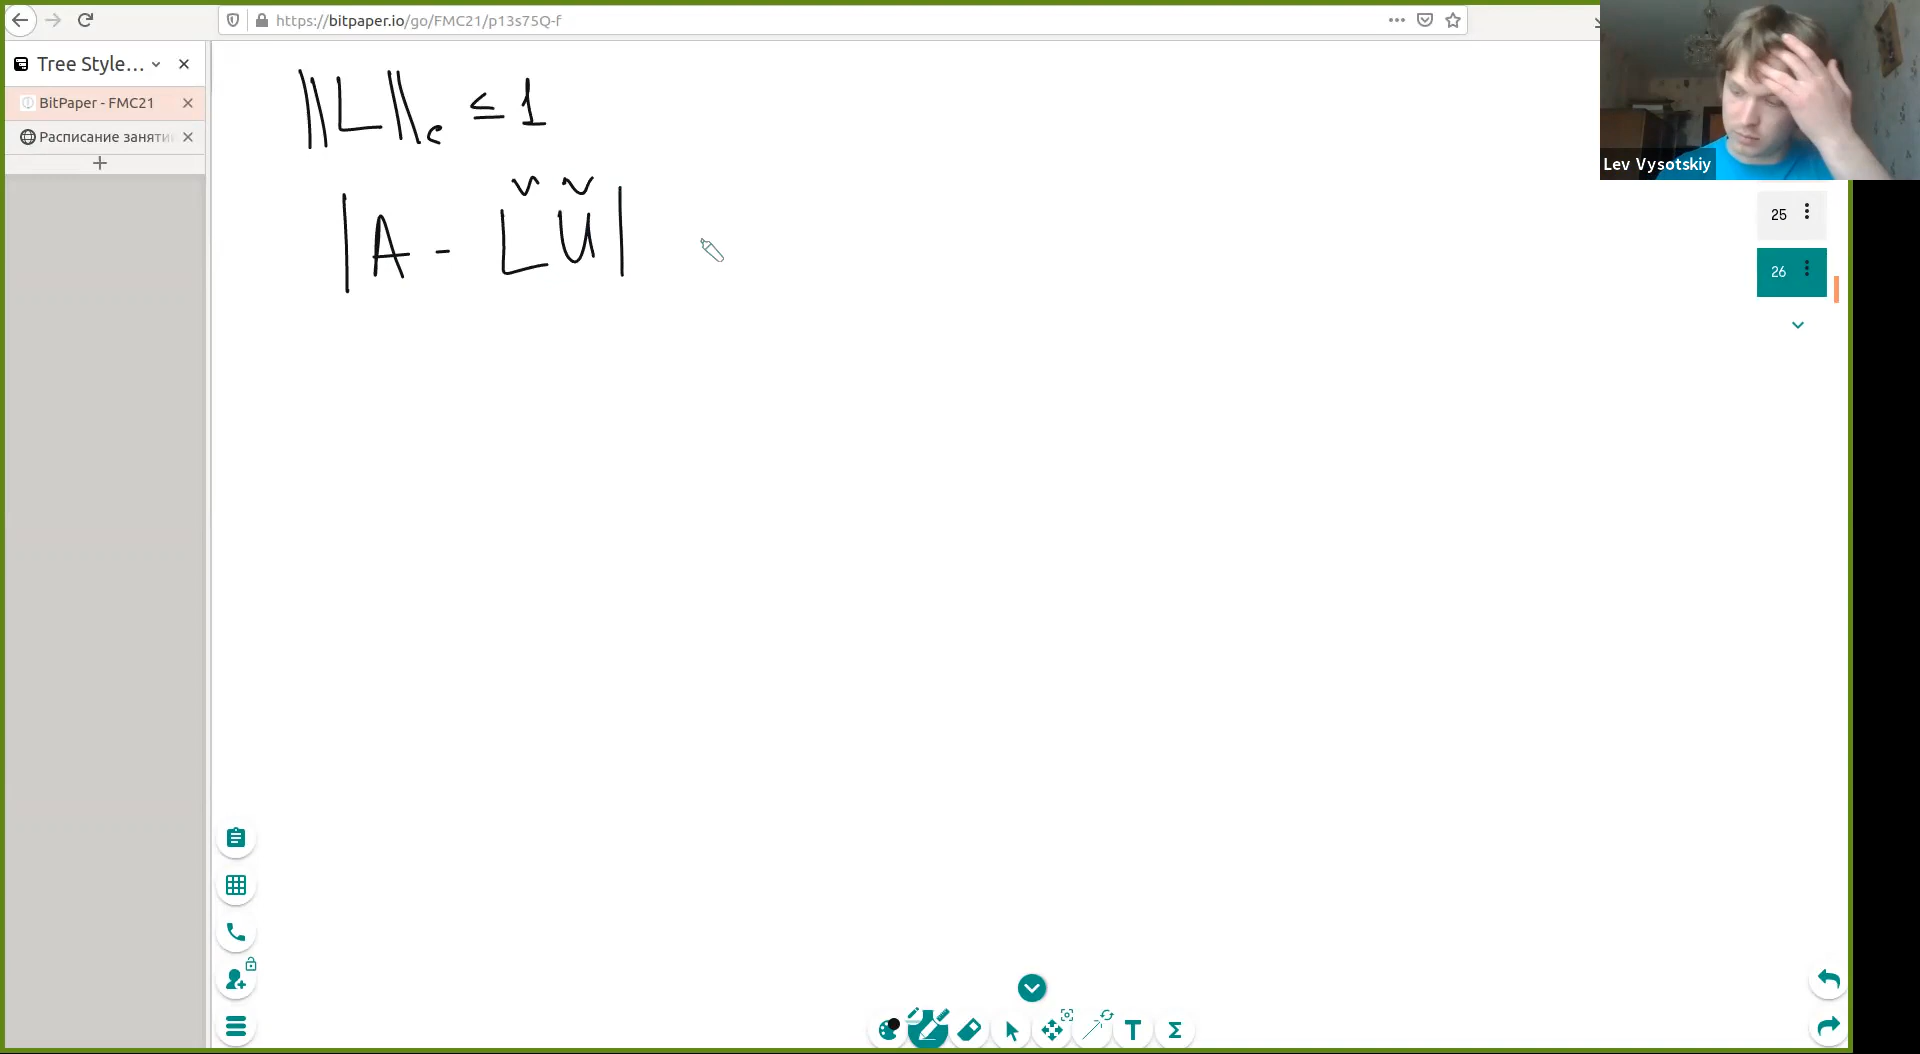 https://bitpaper.io/go/FMC21/p13s75Q-f
Tree Style...
BitPaper - FMC21
Расписание заняти
‖L‖c ≤ 1
|A - L̃ Ũ|
Lev Vysotskiy
25
26
T
Σ